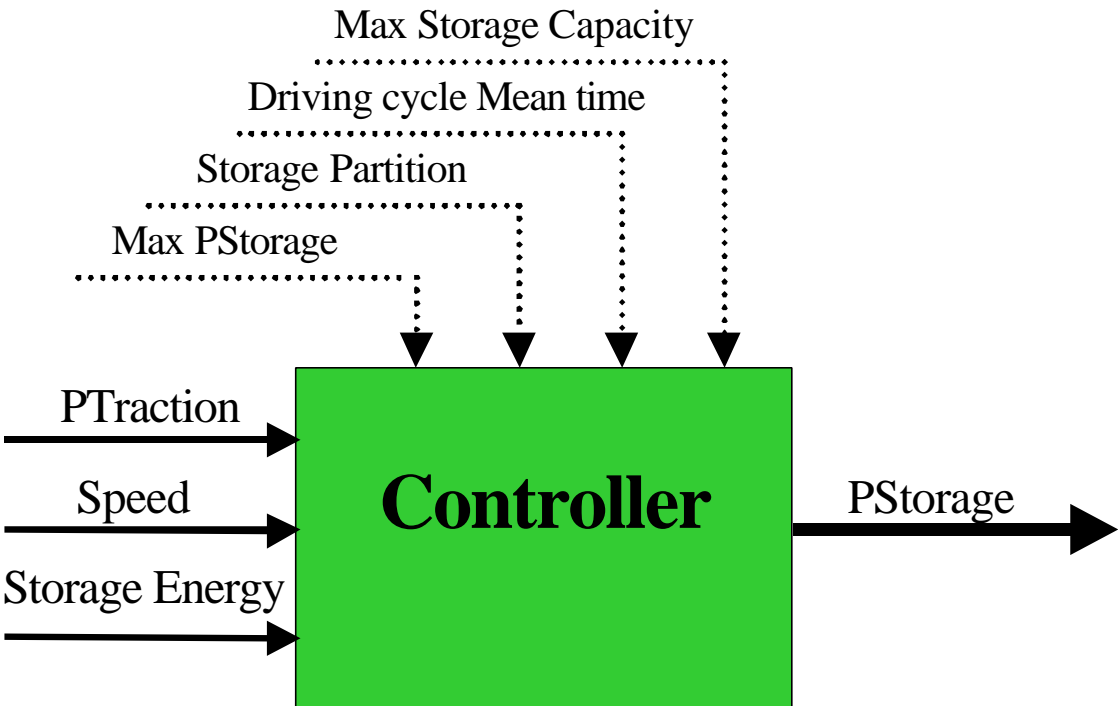 Max Storage Capacity
Driving cycle Mean time
Storage Partition
Max PStorage
PTraction
Speed
Storage Energy
Controller
PStorage